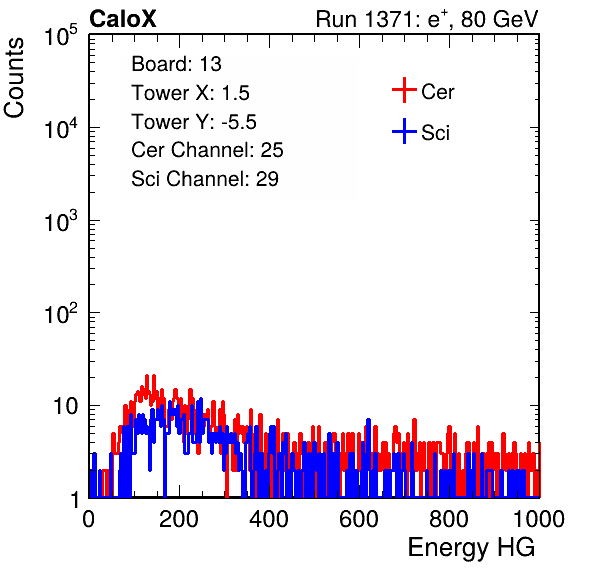 CaloX Run 1371: e⁺, 80 GeV
Counts
10⁵
10⁴
10³
10²
10
1
Board: 13
Tower X: 1.5
Tower Y: -5.5
Cer Channel: 25
Sci Channel: 29
Cer
Sci
0 200 400 600 800 1000
Energy HG